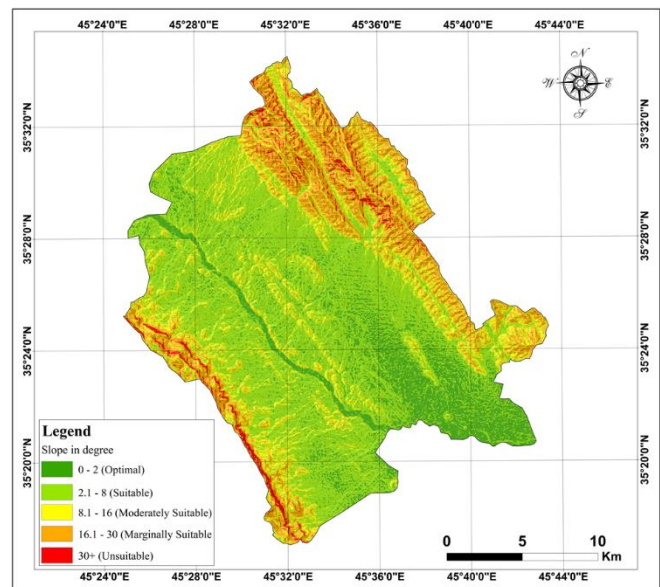 45°24'0"E 45°28'0"E 45°32'0"E 45°36'0"E 45°40'0"E 45°44'0"E
N
W E
S
35°32'0"N 35°32'0"N
35°28'0"N 35°28'0"N
35°24'0"N 35°24'0"N
35°20'0"N 35°20'0"N
Legend
Slope in degree
0 - 2 (Optimal)
2.1 - 8 (Suitable)
8.1 - 16 (Moderately Suitable)
16.1 - 30 (Marginally Suitable
30+ (Unsuitable)
0 5 10
Km
45°24'0"E 45°28'0"E 45°32'0"E 45°36'0"E 45°40'0"E 45°44'0"E